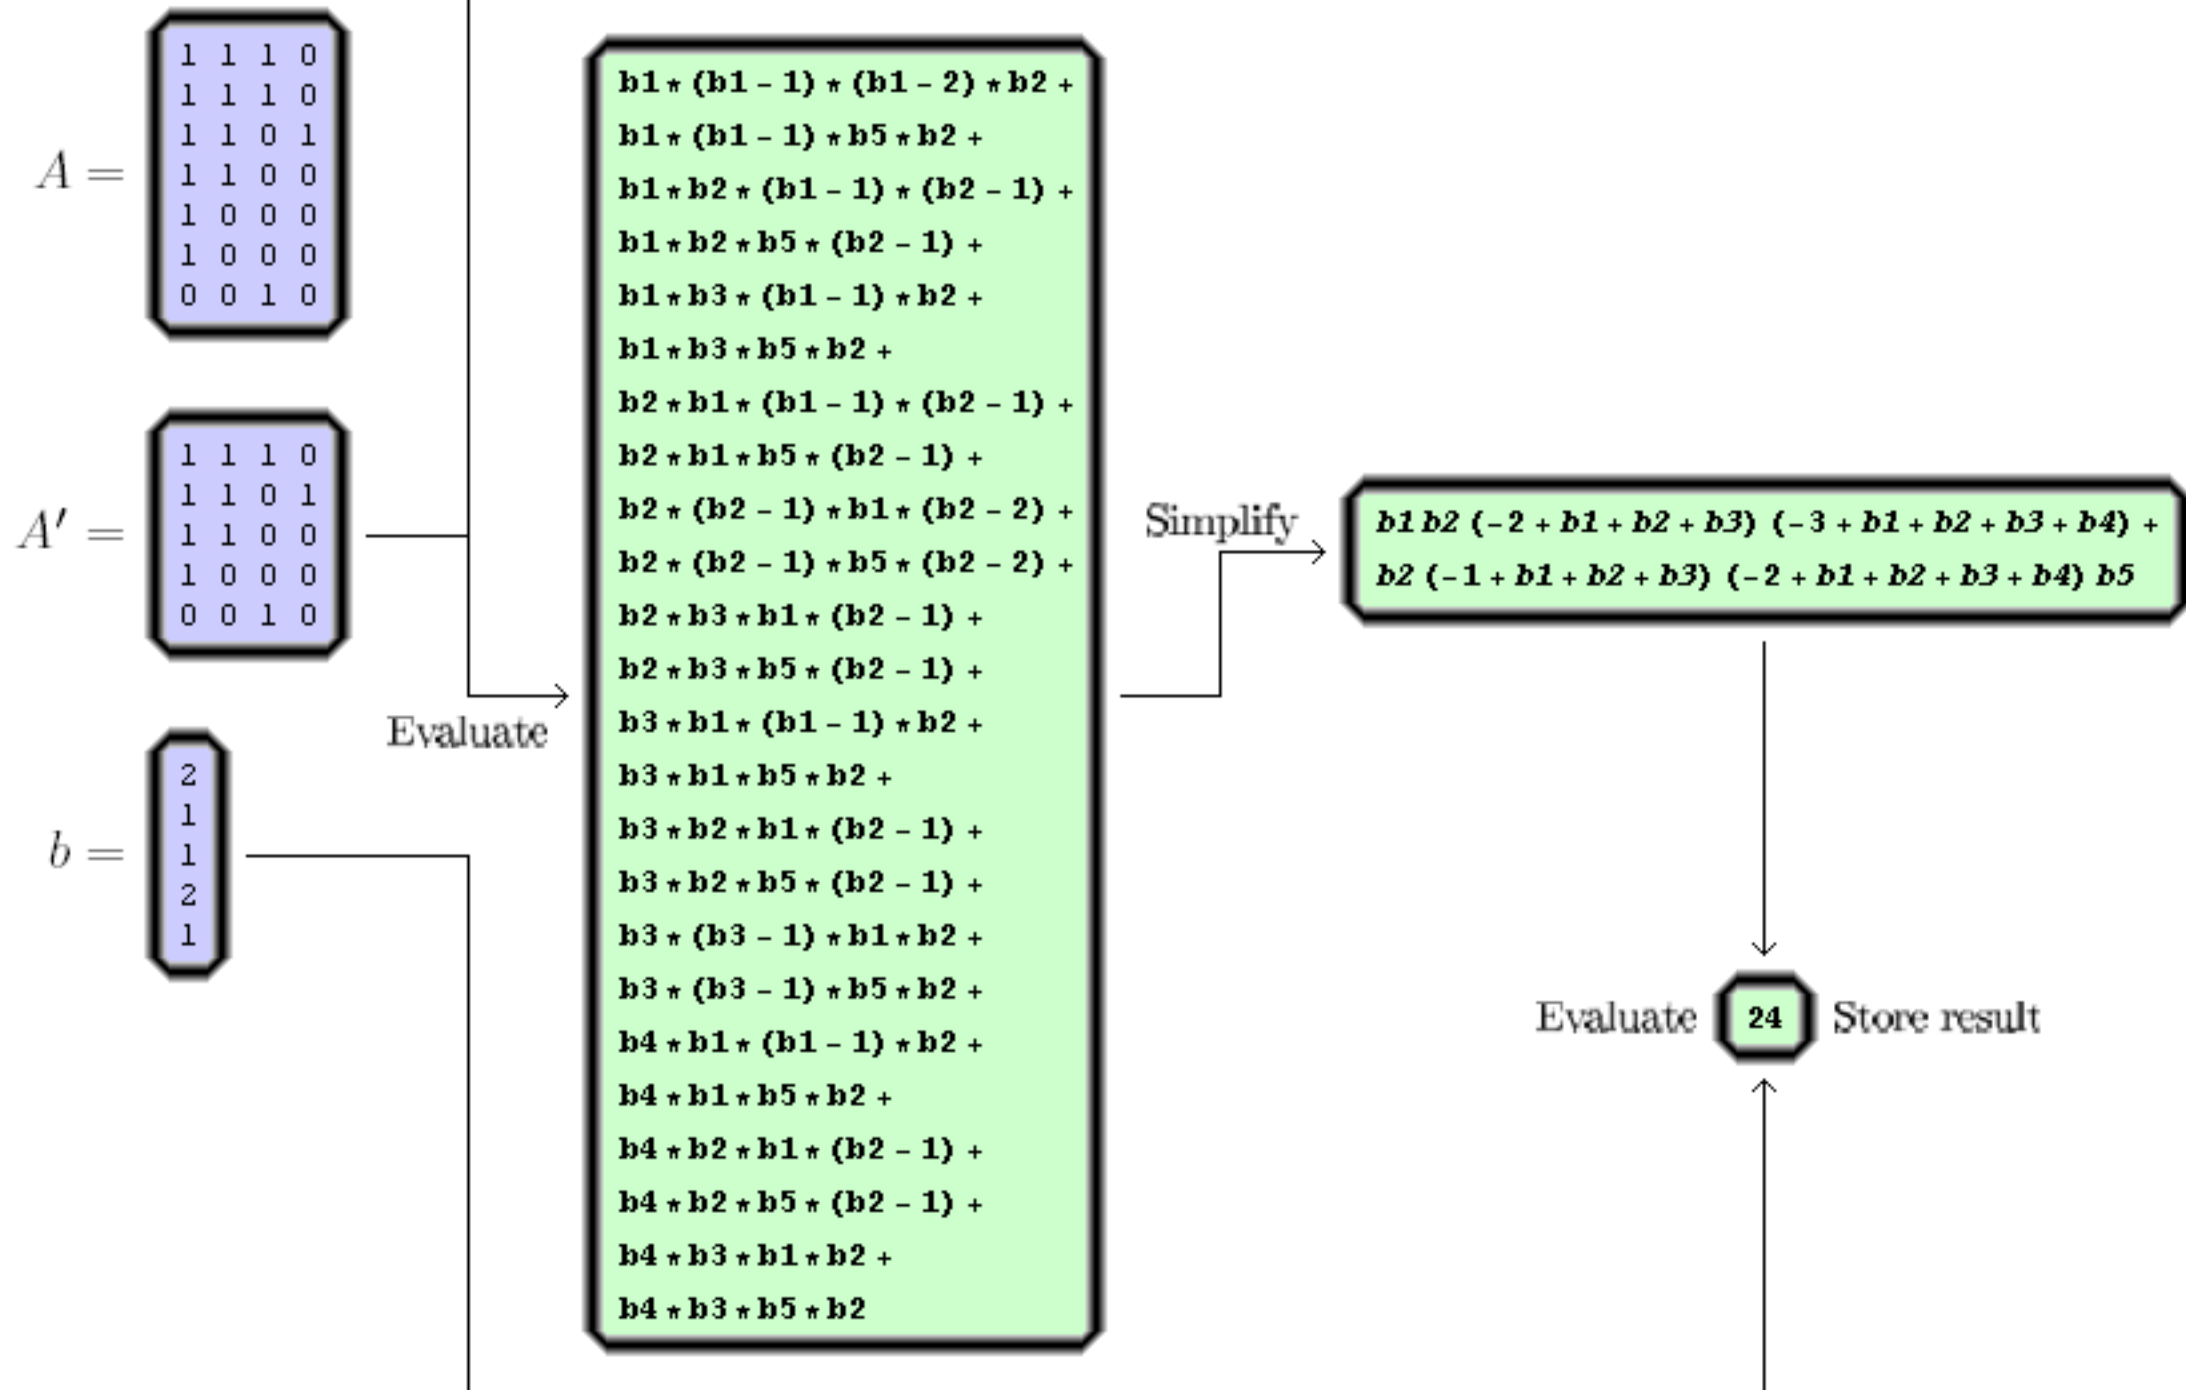 A =
1 1 1 0
1 1 1 0
1 1 0 1
1 1 0 0
1 0 0 0
1 0 0 0
0 0 1 0
A′ =
1 1 1 0
1 1 0 1
1 1 0 0
1 0 0 0
0 0 1 0
b =
2
1
1
2
1
Evaluate
b1 * (b1 - 1) * (b1 - 2) * b2 +
b1 * (b1 - 1) * b5 * b2 +
b1 * b2 * (b1 - 1) * (b2 - 1) +
b1 * b2 * b5 * (b2 - 1) +
b1 * b3 * (b1 - 1) * b2 +
b1 * b3 * b5 * b2 +
b2 * b1 * (b1 - 1) * (b2 - 1) +
b2 * b1 * b5 * (b2 - 1) +
b2 * (b2 - 1) * b1 * (b2 - 2) +
b2 * (b2 - 1) * b5 * (b2 - 2) +
b2 * b3 * b1 * (b2 - 1) +
b2 * b3 * b5 * (b2 - 1) +
b3 * b1 * (b1 - 1) * b2 +
b3 * b1 * b5 * b2 +
b3 * b2 * b1 * (b2 - 1) +
b3 * b2 * b5 * (b2 - 1) +
b3 * (b3 - 1) * b1 * b2 +
b3 * (b3 - 1) * b5 * b2 +
b4 * b1 * (b1 - 1) * b2 +
b4 * b1 * b5 * b2 +
b4 * b2 * b1 * (b2 - 1) +
b4 * b2 * b5 * (b2 - 1) +
b4 * b3 * b1 * b2 +
b4 * b3 * b5 * b2
Simplify
b1 b2 (-2 + b1 + b2 + b3) (-3 + b1 + b2 + b3 + b4) +
b2 (-1 + b1 + b2 + b3) (-2 + b1 + b2 + b3 + b4) b5
Evaluate 24 Store result